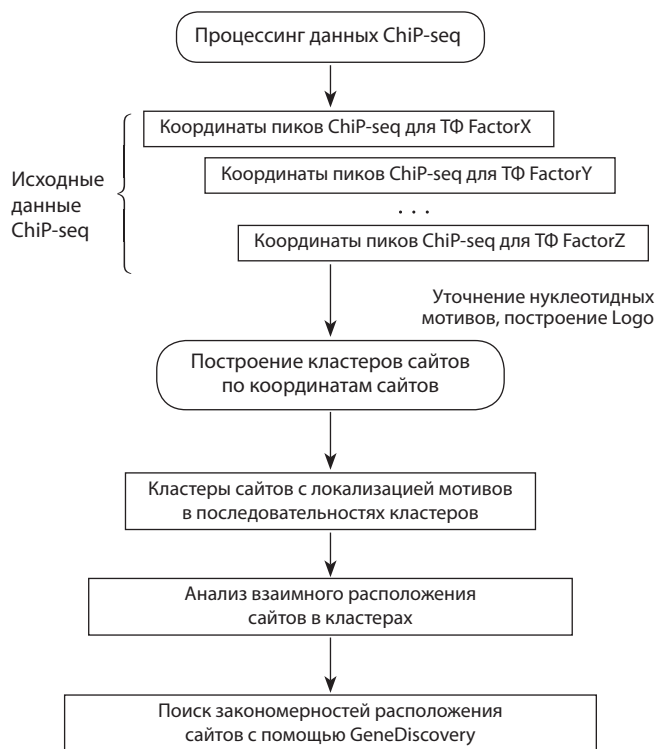 Процессинг данных ChiP-seq
Координаты пиков ChiP-seq для ТФ FactorX
Координаты пиков ChiP-seq для ТФ FactorY
. . .
Координаты пиков ChiP-seq для ТФ FactorZ
Исходные
данные
ChiP-seq
Уточнение нуклеотидных
мотивов, построение Logo
Построение кластеров сайтов
по координатам сайтов
Кластеры сайтов с локализацией мотивов
в последовательностях кластеров
Анализ взаимного расположения
сайтов в кластерах
Поиск закономерностей расположения
сайтов с помощью GeneDiscovery